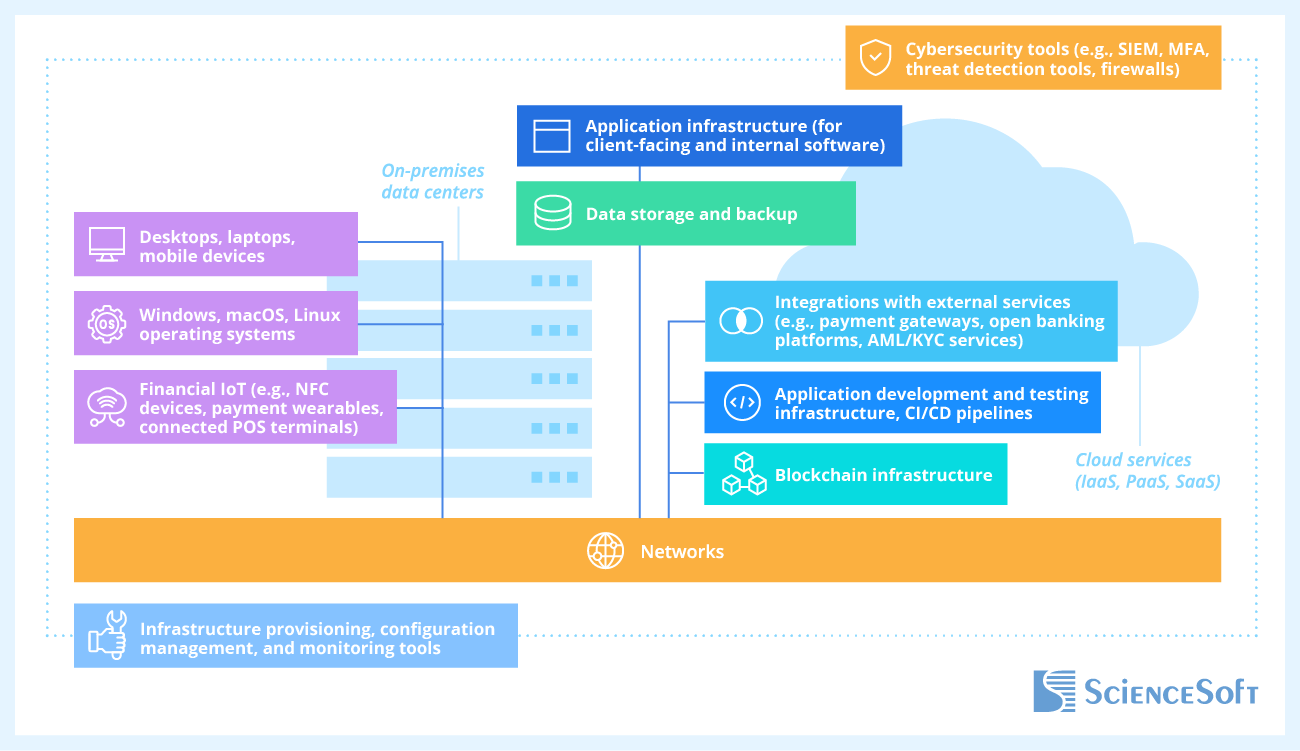 Cybersecurity tools (e.g., SIEM, MFA,
threat detection tools, firewalls)
Application infrastructure (for
client-facing and internal software)
On-premises
data centers
Data storage and backup
Desktops, laptops,
mobile devices
Windows, macOS, Linux
operating systems
OS
Financial IoT (e.g., NFC
devices, payment wearables,
connected POS terminals)
Integrations with external services
(e.g., payment gateways, open banking
platforms, AML/KYC services)
Application development and testing
infrastructure, CI/CD pipelines
Blockchain infrastructure
Cloud services
(IaaS, PaaS, SaaS)
Networks
Infrastructure provisioning, configuration
management, and monitoring tools
ScienceSoft